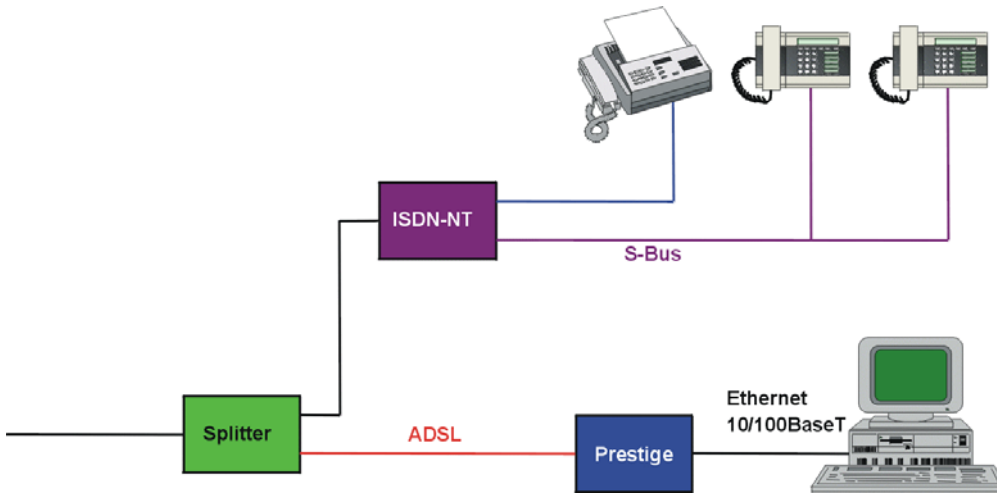 ISDN-NT
S-Bus
Splitter
ADSL
Prestige
Ethernet
10/100BaseT